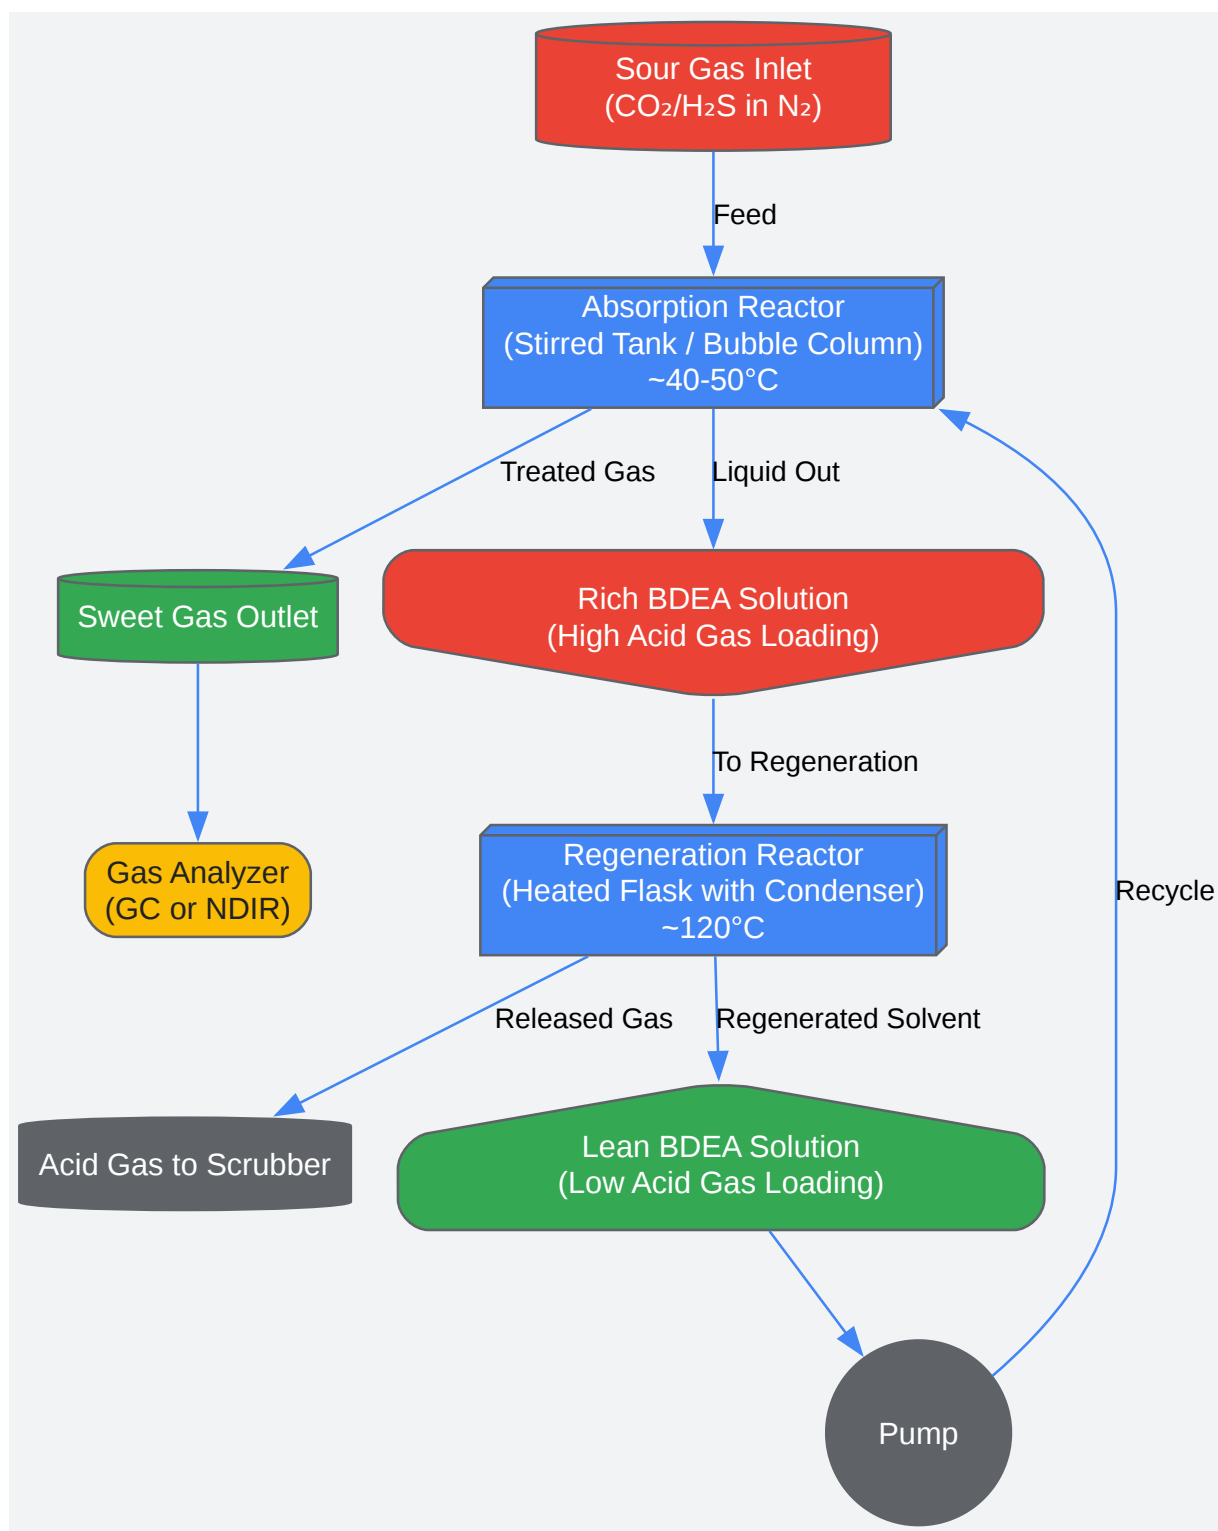 Sour Gas Inlet
(CO₂/H₂S in N₂)
Feed
Absorption Reactor
(Stirred Tank / Bubble Column)
~40-50°C
Treated Gas
Liquid Out
Sweet Gas Outlet
Rich BDEA Solution
(High Acid Gas Loading)
To Regeneration
Gas Analyzer
(GC or NDIR)
Regeneration Reactor
(Heated Flask with Condenser)
~120°C
Recycle
Released Gas
Regenerated Solvent
Acid Gas to Scrubber
Lean BDEA Solution
(Low Acid Gas Loading)
Pump